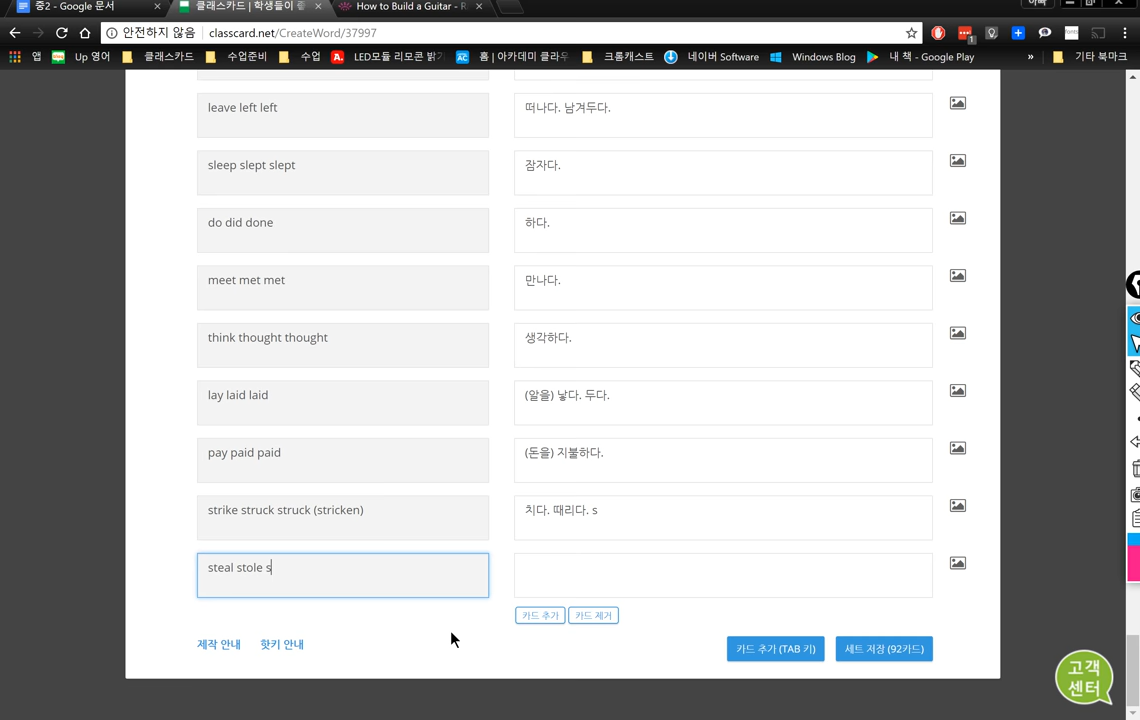 중2 - Google 문서
클래스카드 | 학생들이 좋
How to Build a Guitar - R
안전하지 않음
classcard.net/CreateWord/37997
앱
Up 영어
클래스카드
수업준비
수업
LED모듈 리모콘 밝기
홈 | 아카데미 클라우
크롬캐스트
네이버 Software
Windows Blog
내 책 - Google Play
»
기타 북마크
leave left left
떠나다. 남겨두다.
sleep slept slept
잠자다.
do did done
하다.
meet met met
만나다.
think thought thought
생각하다.
lay laid laid
(알을) 낳다. 두다.
pay paid paid
(돈을) 지불하다.
strike struck struck (stricken)
치다. 때리다. s
steal stole s
카드 추가
카드 제거
제작 안내
핫키 안내
카드 추가 (TAB 키)
세트 저장 (92카드)
고객
센터